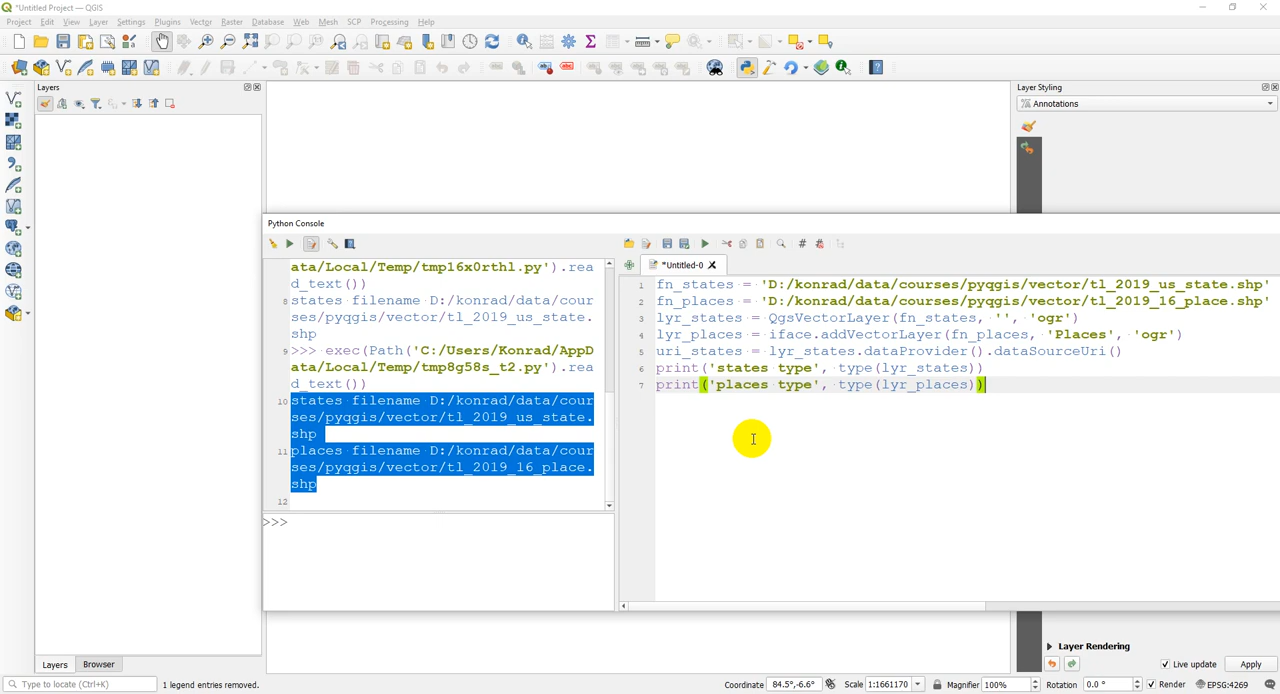 *Untitled Project — QGIS
Project Edit View Layer Settings Plugins Vector Raster Database Web Mesh SCP Processing Help
Layers
Layer Styling
Annotations
Python Console
*Untitled-0
ata/Local/Temp/tmp16x0rthl.py').rea
d_text())
8 states filename D:/konrad/data/cour
ses/pyqgis/vector/tl_2019_us_state.
shp
9 >>> exec(Path('C:/Users/Konrad/AppD
ata/Local/Temp/tmp8g58s_t2.py').rea
d_text())
10 states filename D:/konrad/data/cour
ses/pyqgis/vector/tl_2019_us_state.
shp
11 places filename D:/konrad/data/cour
ses/pyqgis/vector/tl_2019_16_place.
shp
12
>>>
1 fn_states = 'D:/konrad/data/courses/pyqgis/vector/tl_2019_us_state.shp'
2 fn_places = 'D:/konrad/data/courses/pyqgis/vector/tl_2019_16_place.shp'
3 lyr_states = QgsVectorLayer(fn_states, '', 'ogr')
4 lyr_places = iface.addVectorLayer(fn_places, 'Places', 'ogr')
5 uri_states = lyr_states.dataProvider().dataSourceUri()
6 print('states type', type(lyr_states))
7 print('places type', type(lyr_places))
Layer Rendering
Layers Browser
Live update Apply
Type to locate (Ctrl+K) 1 legend entries removed. Coordinate 84.5°,-6.6° Scale 1:1661170 Magnifier 100% Rotation 0.0 ° Render EPSG:4269